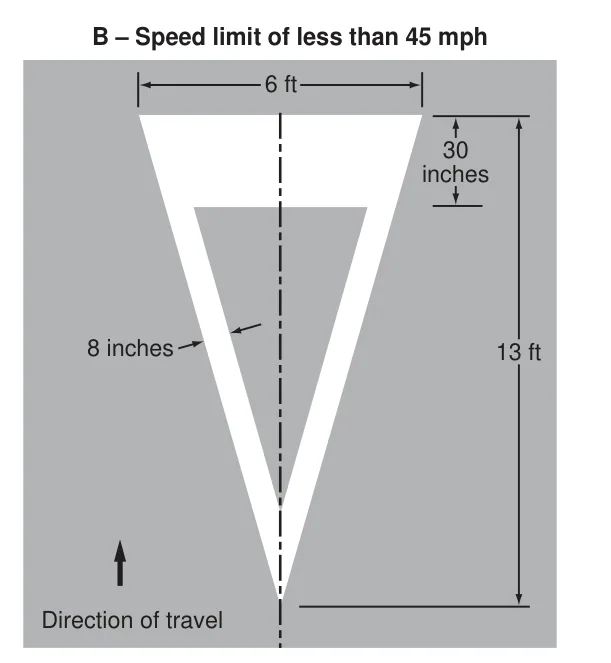 B – Speed limit of less than 45 mph
6 ft
30
inches
8 inches
13 ft
Direction of travel